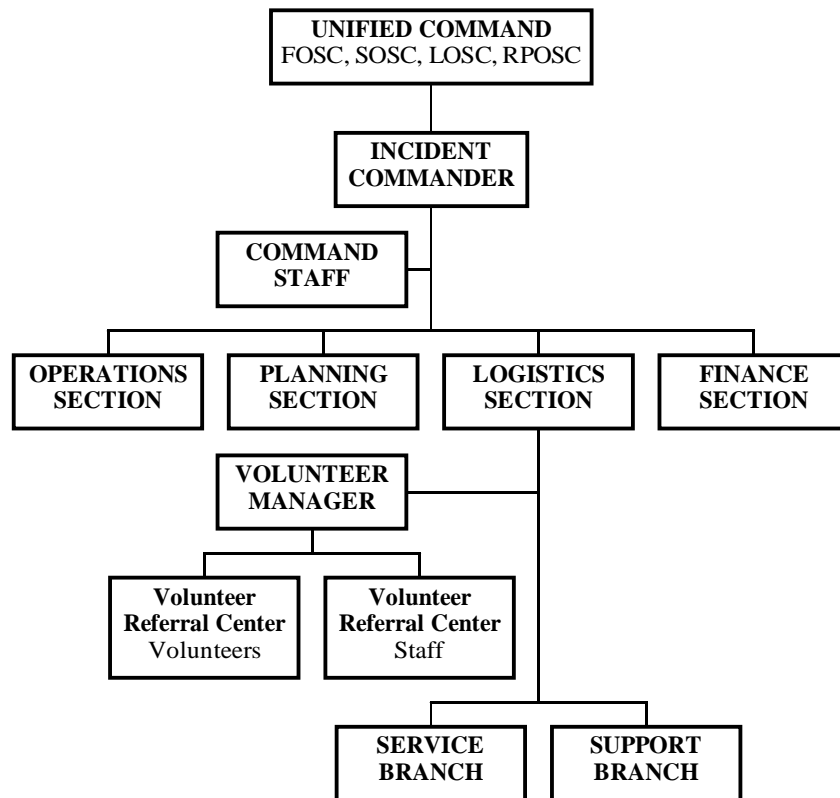 UNIFIED COMMAND
FOSC, SOSC, LOSC, RPOSC
INCIDENT
COMMANDER
COMMAND
STAFF
OPERATIONS
SECTION
PLANNING
SECTION
LOGISTICS
SECTION
FINANCE
SECTION
VOLUNTEER
MANAGER
Volunteer
Referral Center
Volunteers
Volunteer
Referral Center
Staff
SERVICE
BRANCH
SUPPORT
BRANCH